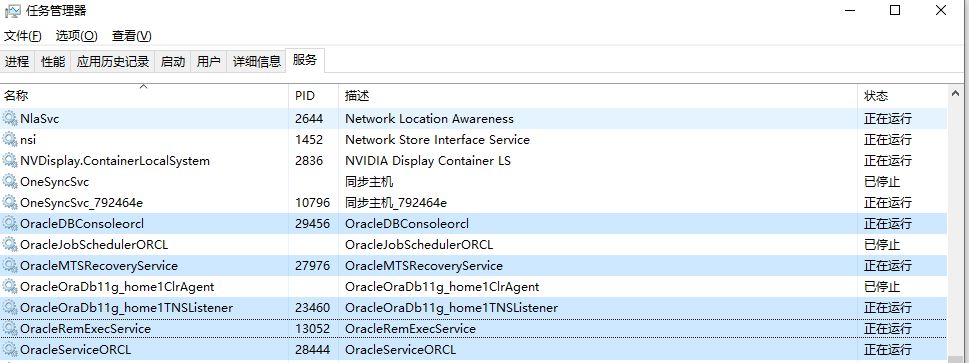 任务管理器
文件(F) 选项(O) 查看(V)
进程 性能 应用历史记录 启动 用户 详细信息 服务
名称 PID 描述 状态
NlaSvc 2644 Network Location Awareness 正在运行
nsi 1452 Network Store Interface Service 正在运行
NVDisplay.ContainerLocalSystem 2836 NVIDIA Display Container LS 正在运行
OneSyncSvc 同步主机 已停止
OneSyncSvc_792464e 10796 同步主机_792464e 正在运行
OracleDBConsoleorcl 29456 OracleDBConsoleorcl 正在运行
OracleJobSchedulerORCL OracleJobSchedulerORCL 已停止
OracleMTSRecoveryService 27976 OracleMTSRecoveryService 正在运行
OracleOraDb11g_home1ClrAgent OracleOraDb11g_home1ClrAgent 已停止
OracleOraDb11g_home1TNSListener 23460 OracleOraDb11g_home1TNSListener 正在运行
OracleRemExecService 13052 OracleRemExecService 正在运行
OracleServiceORCL 28444 OracleServiceORCL 正在运行